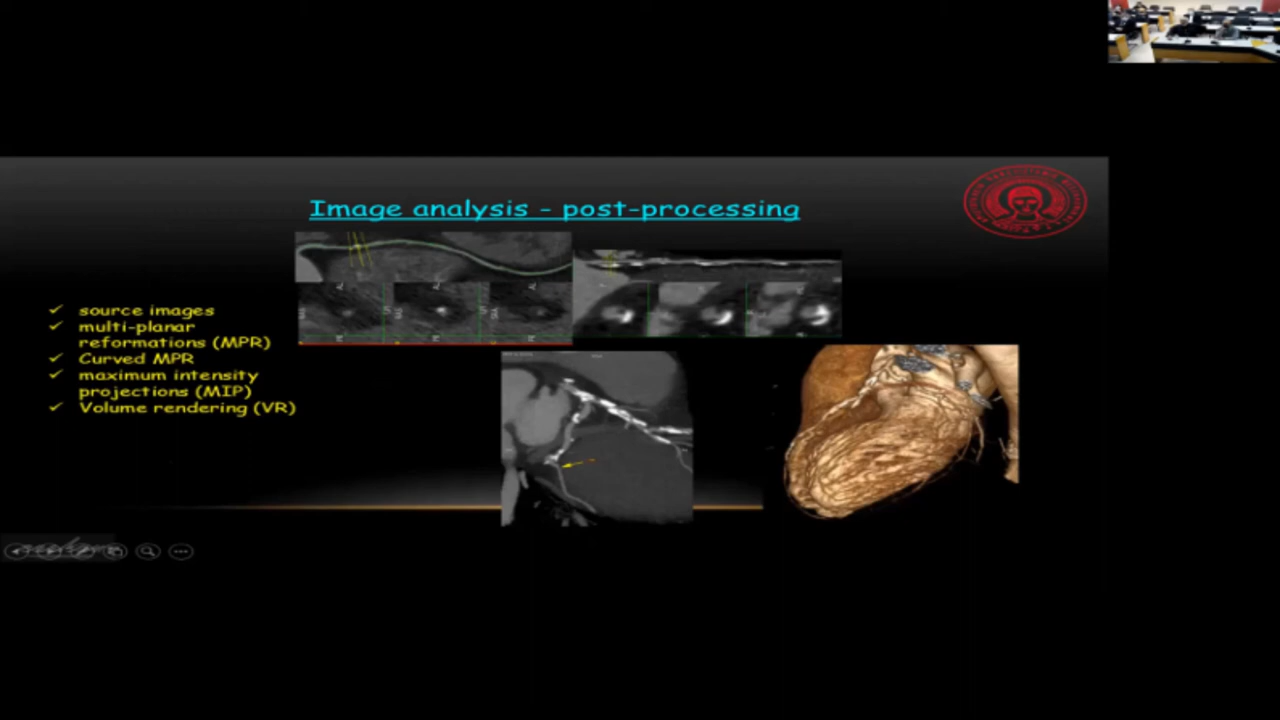 Image analysis - post-processing
✓ source images
✓ multi-planar
reformations (MPR)
✓ Curved MPR
✓ maximum intensity
projections (MIP)
✓ Volume rendering (VR)